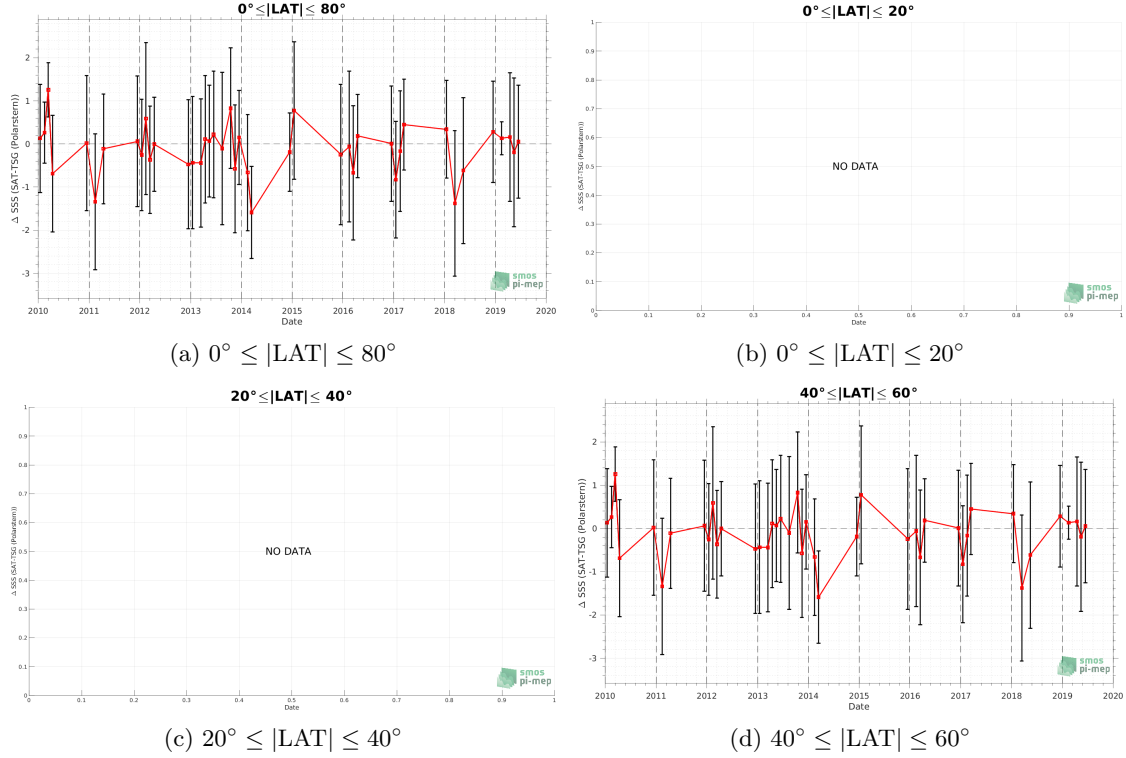 0°≤|LAT|≤ 80°
Δ SSS (SAT-TSG (Polarstern))
2
1
0
-1
-2
-3
2010 2011 2012 2013 2014 2015 2016 2017 2018 2019 2020
Date
smos
pi-mep
(a) 0° ≤ |LAT| ≤ 80°
0°≤|LAT|≤ 20°
Δ SSS (SAT-TSG (Polarstern))
1
0.9
0.8
0.7
0.6
0.5
0.4
0.3
0.2
0.1
0
NO DATA
0 0.1 0.2 0.3 0.4 0.5 0.6 0.7 0.8 0.9 1
Date
smos
pi-mep
(b) 0° ≤ |LAT| ≤ 20°
20°≤|LAT|≤ 40°
Δ SSS (SAT-TSG (Polarstern))
1
0.9
0.8
0.7
0.6
0.5
0.4
0.3
0.2
0.1
0
NO DATA
0 0.1 0.2 0.3 0.4 0.5 0.6 0.7 0.8 0.9 1
Date
smos
pi-mep
(c) 20° ≤ |LAT| ≤ 40°
40°≤|LAT|≤ 60°
Δ SSS (SAT-TSG (Polarstern))
2
1
0
-1
-2
-3
2010 2011 2012 2013 2014 2015 2016 2017 2018 2019 2020
Date
smos
pi-mep
(d) 40° ≤ |LAT| ≤ 60°